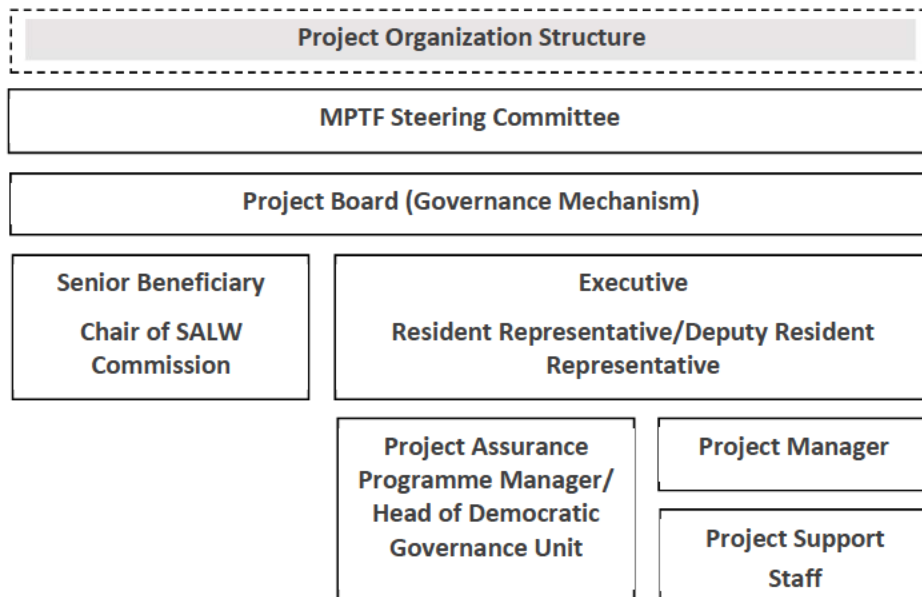 Project Organization Structure
MPTF Steering Committee
Project Board (Governance Mechanism)
Senior Beneficiary
Chair of SALW
Commission
Executive
Resident Representative/Deputy Resident
Representative
Project Assurance
Programme Manager/
Head of Democratic
Governance Unit
Project Manager
Project Support
Staff